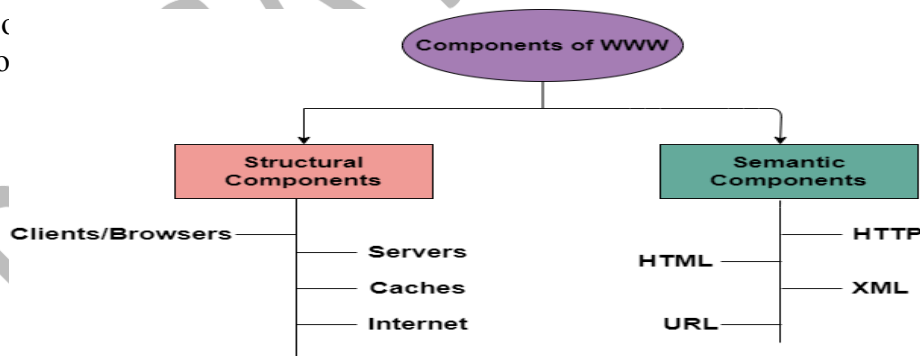 Components of WWW
Structural
Components
Semantic
Components
Clients/Browsers
Servers
Caches
Internet
HTTP
HTML
XML
URL